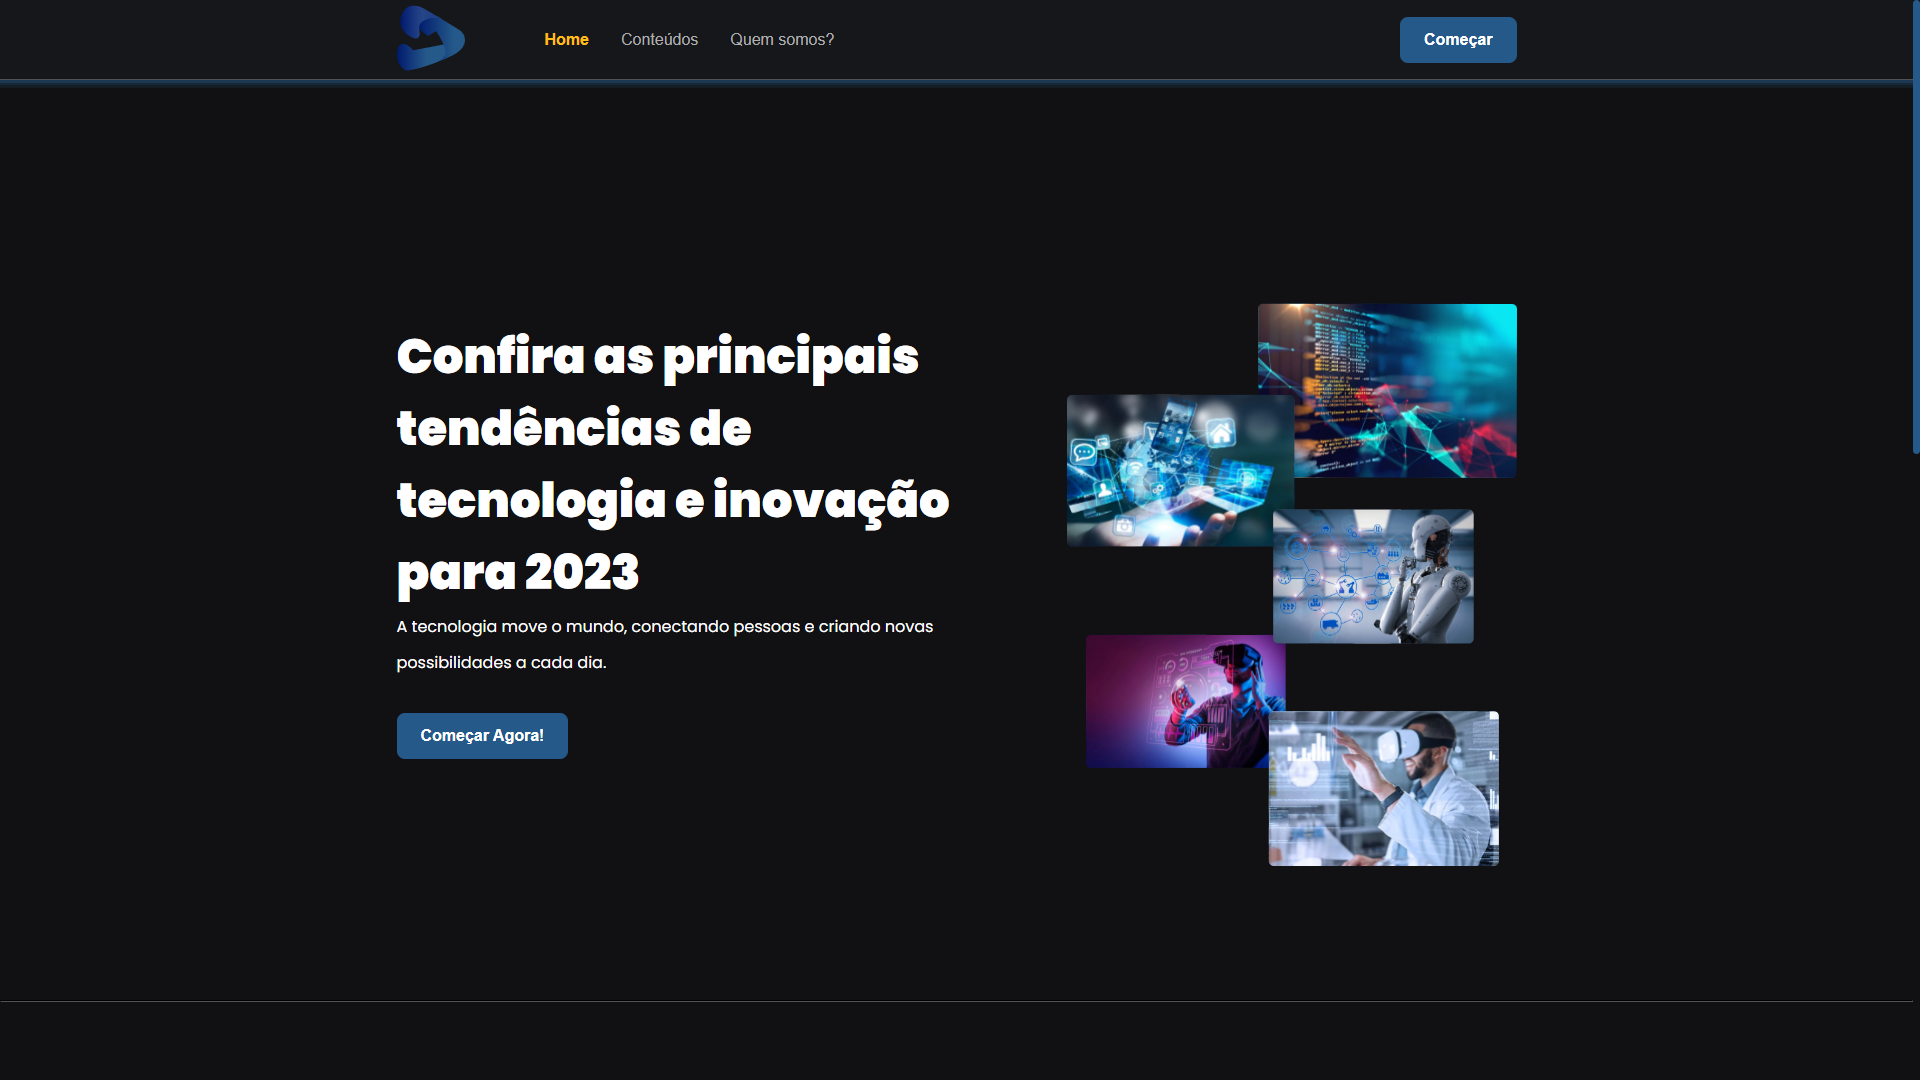 Home
Conteúdos
Quem somos?
Começar
Confira as principais
tendências de
tecnologia e inovação
para 2023
A tecnologia move o mundo, conectando pessoas e criando novas
possibilidades a cada dia.
Começar Agora!